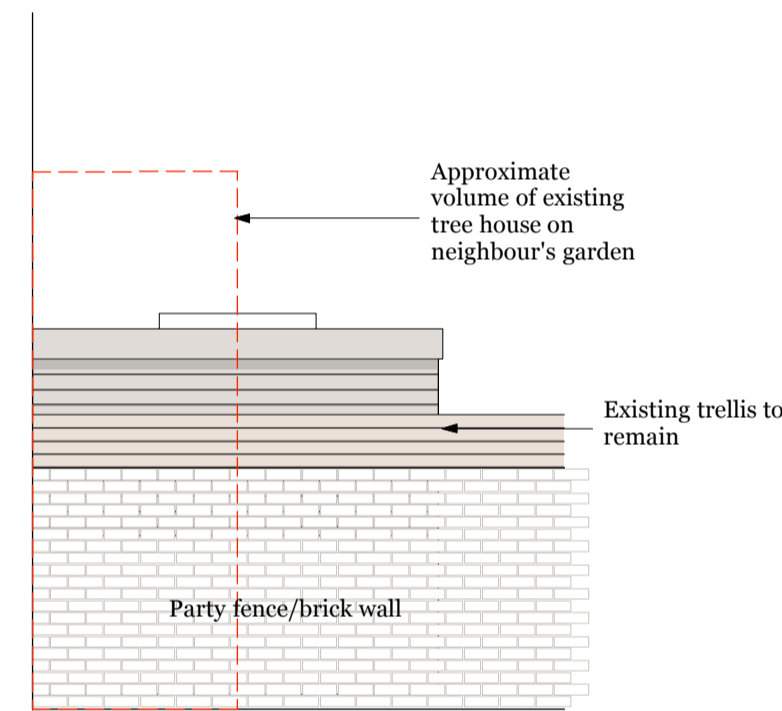 Approximate
volume of existing
tree house on
neighbour's garden
Existing trellis to
remain
Party fence/brick wall